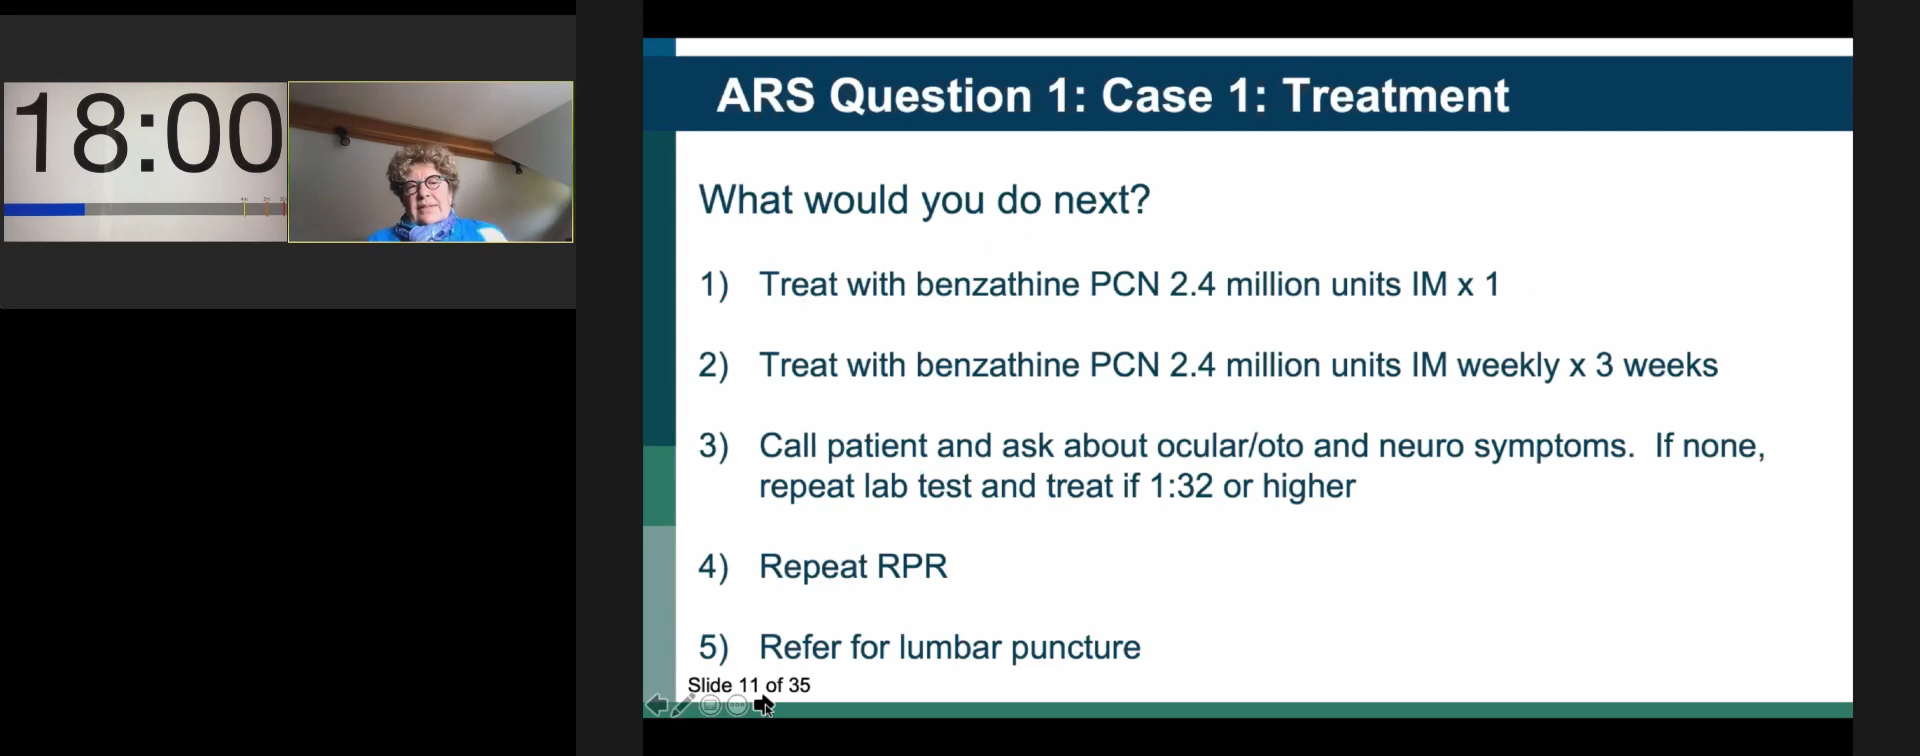 18:00
ARS Question 1: Case 1: Treatment
What would you do next?
1) Treat with benzathine PCN 2.4 million units IM x 1
2) Treat with benzathine PCN 2.4 million units IM weekly x 3 weeks
3) Call patient and ask about ocular/oto and neuro symptoms. If none,
repeat lab test and treat if 1:32 or higher
4) Repeat RPR
5) Refer for lumbar puncture
Slide 11 of 35